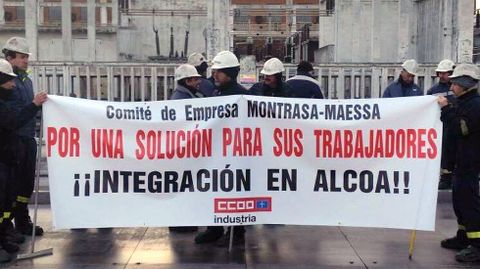 Comité de Empresa MONTRASA-MAESSA
POR UNA SOLUCIÓN PARA SUS TRABAJADORES
¡¡INTEGRACIÓN EN ALCOA!!
CCOO
industria